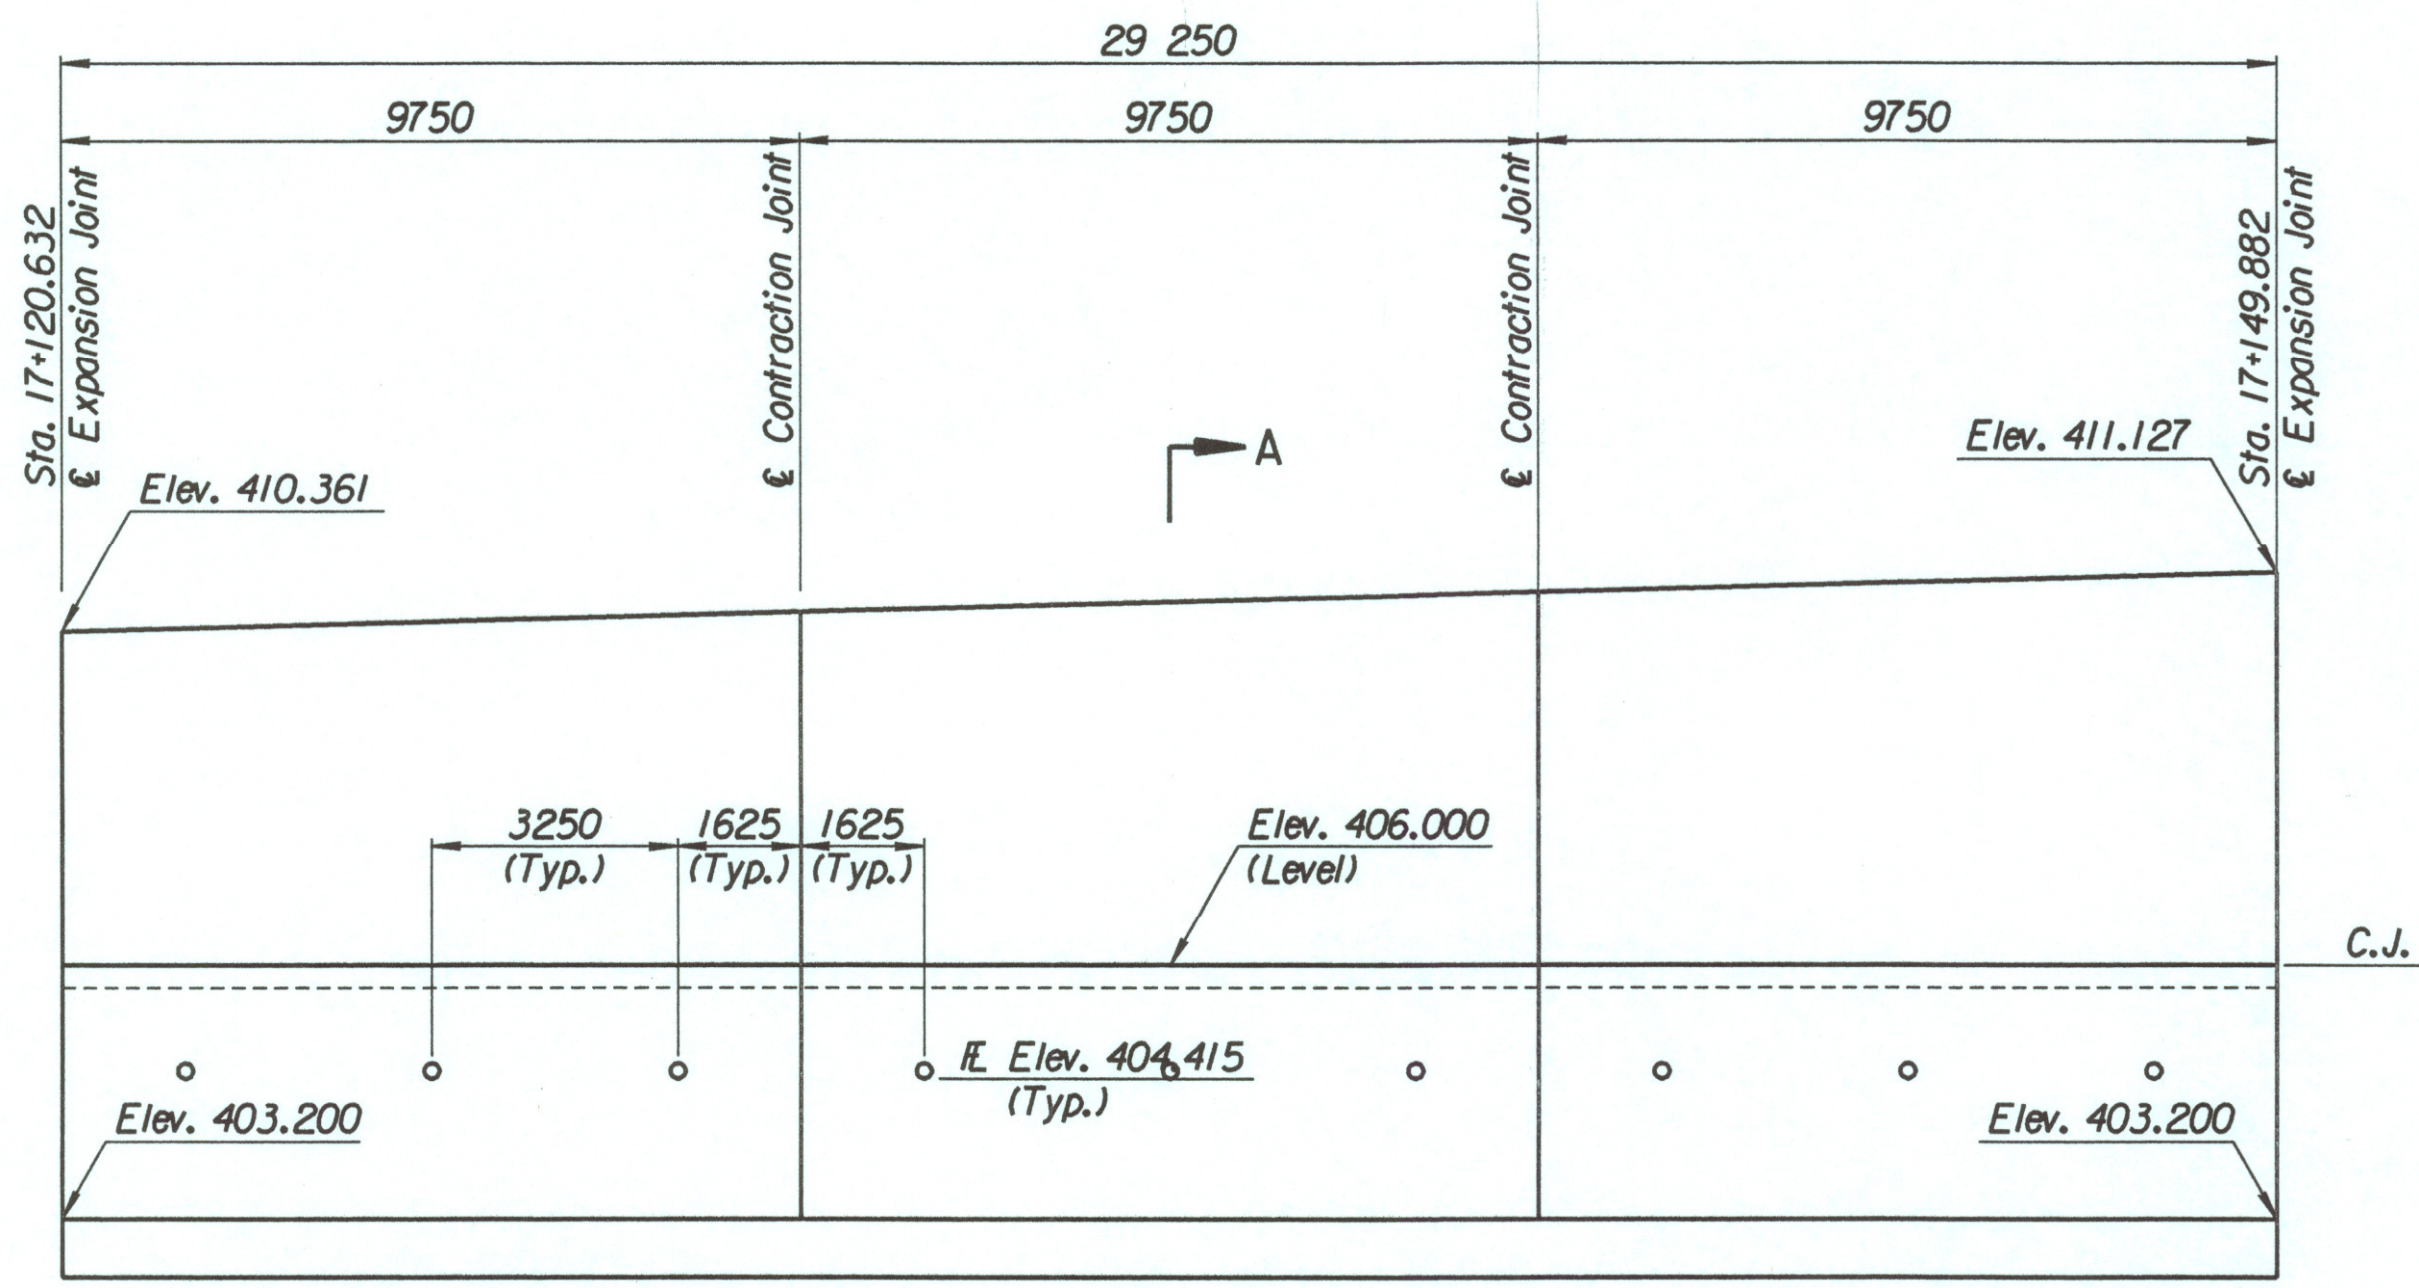 29 250
9750
9750
9750
Sta. 17+120.632
℄ Expansion Joint
℄ Contraction Joint
℄ Contraction Joint
Sta. 17+149.882
℄ Expansion Joint
Elev. 410.361
A
Elev. 411.127
3250
(Typ.)
1625
(Typ.)
1625
(Typ.)
Elev. 406.000
(Level)
C.J.
Elev. 404.415
(Typ.)
Elev. 403.200
Elev. 403.200